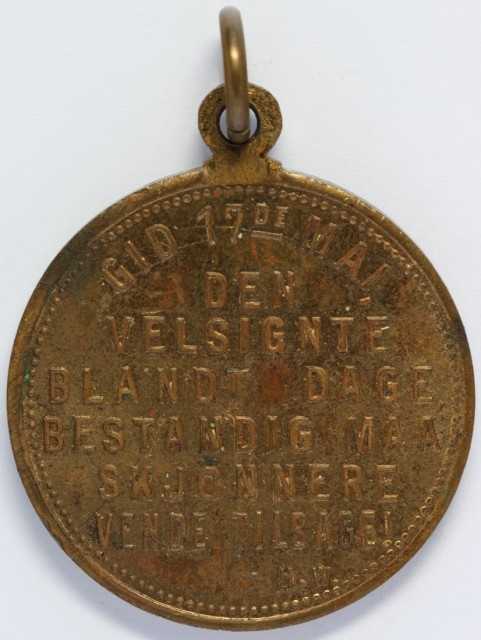 GID 17DE MAI,
DEN
VELSIGNTE
BLANDT DAGE
BESTANDIG MAA
SKJØNNERE
VENDE TILBAGE!
H.W.